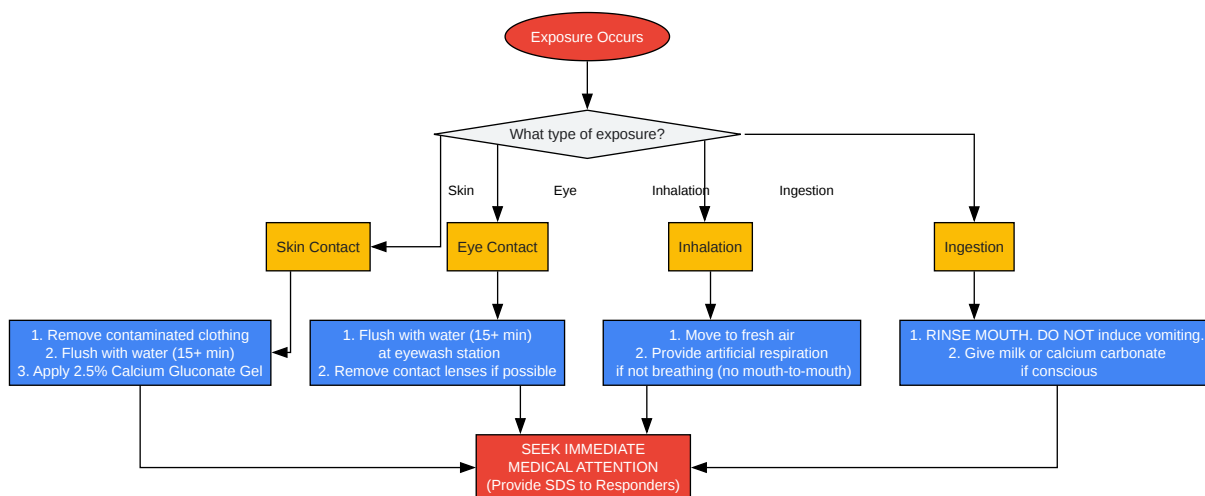 Exposure Occurs
What type of exposure?
Skin
Eye
Inhalation
Ingestion
Skin Contact
Eye Contact
Inhalation
Ingestion
1. Remove contaminated clothing
2. Flush with water (15+ min)
3. Apply 2.5% Calcium Gluconate Gel
1. Flush with water (15+ min)
at eyewash station
2. Remove contact lenses if possible
1. Move to fresh air
2. Provide artificial respiration
if not breathing (no mouth-to-mouth)
1. RINSE MOUTH. DO NOT induce vomiting.
2. Give milk or calcium carbonate
if conscious
SEEK IMMEDIATE
MEDICAL ATTENTION
(Provide SDS to Responders)